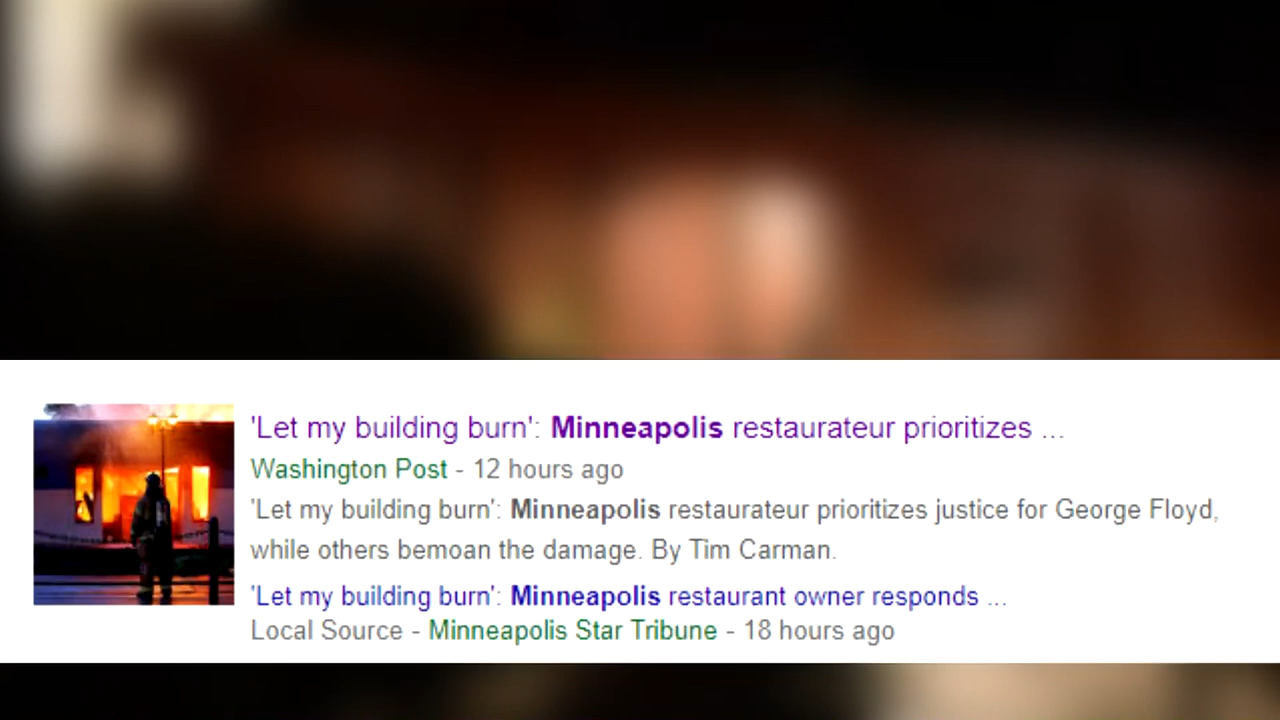 'Let my building burn': Minneapolis restaurateur prioritizes ...
Washington Post - 12 hours ago
'Let my building burn': Minneapolis restaurateur prioritizes justice for George Floyd,
while others bemoan the damage. By Tim Carman.
'Let my building burn': Minneapolis restaurant owner responds ...
Local Source - Minneapolis Star Tribune - 18 hours ago